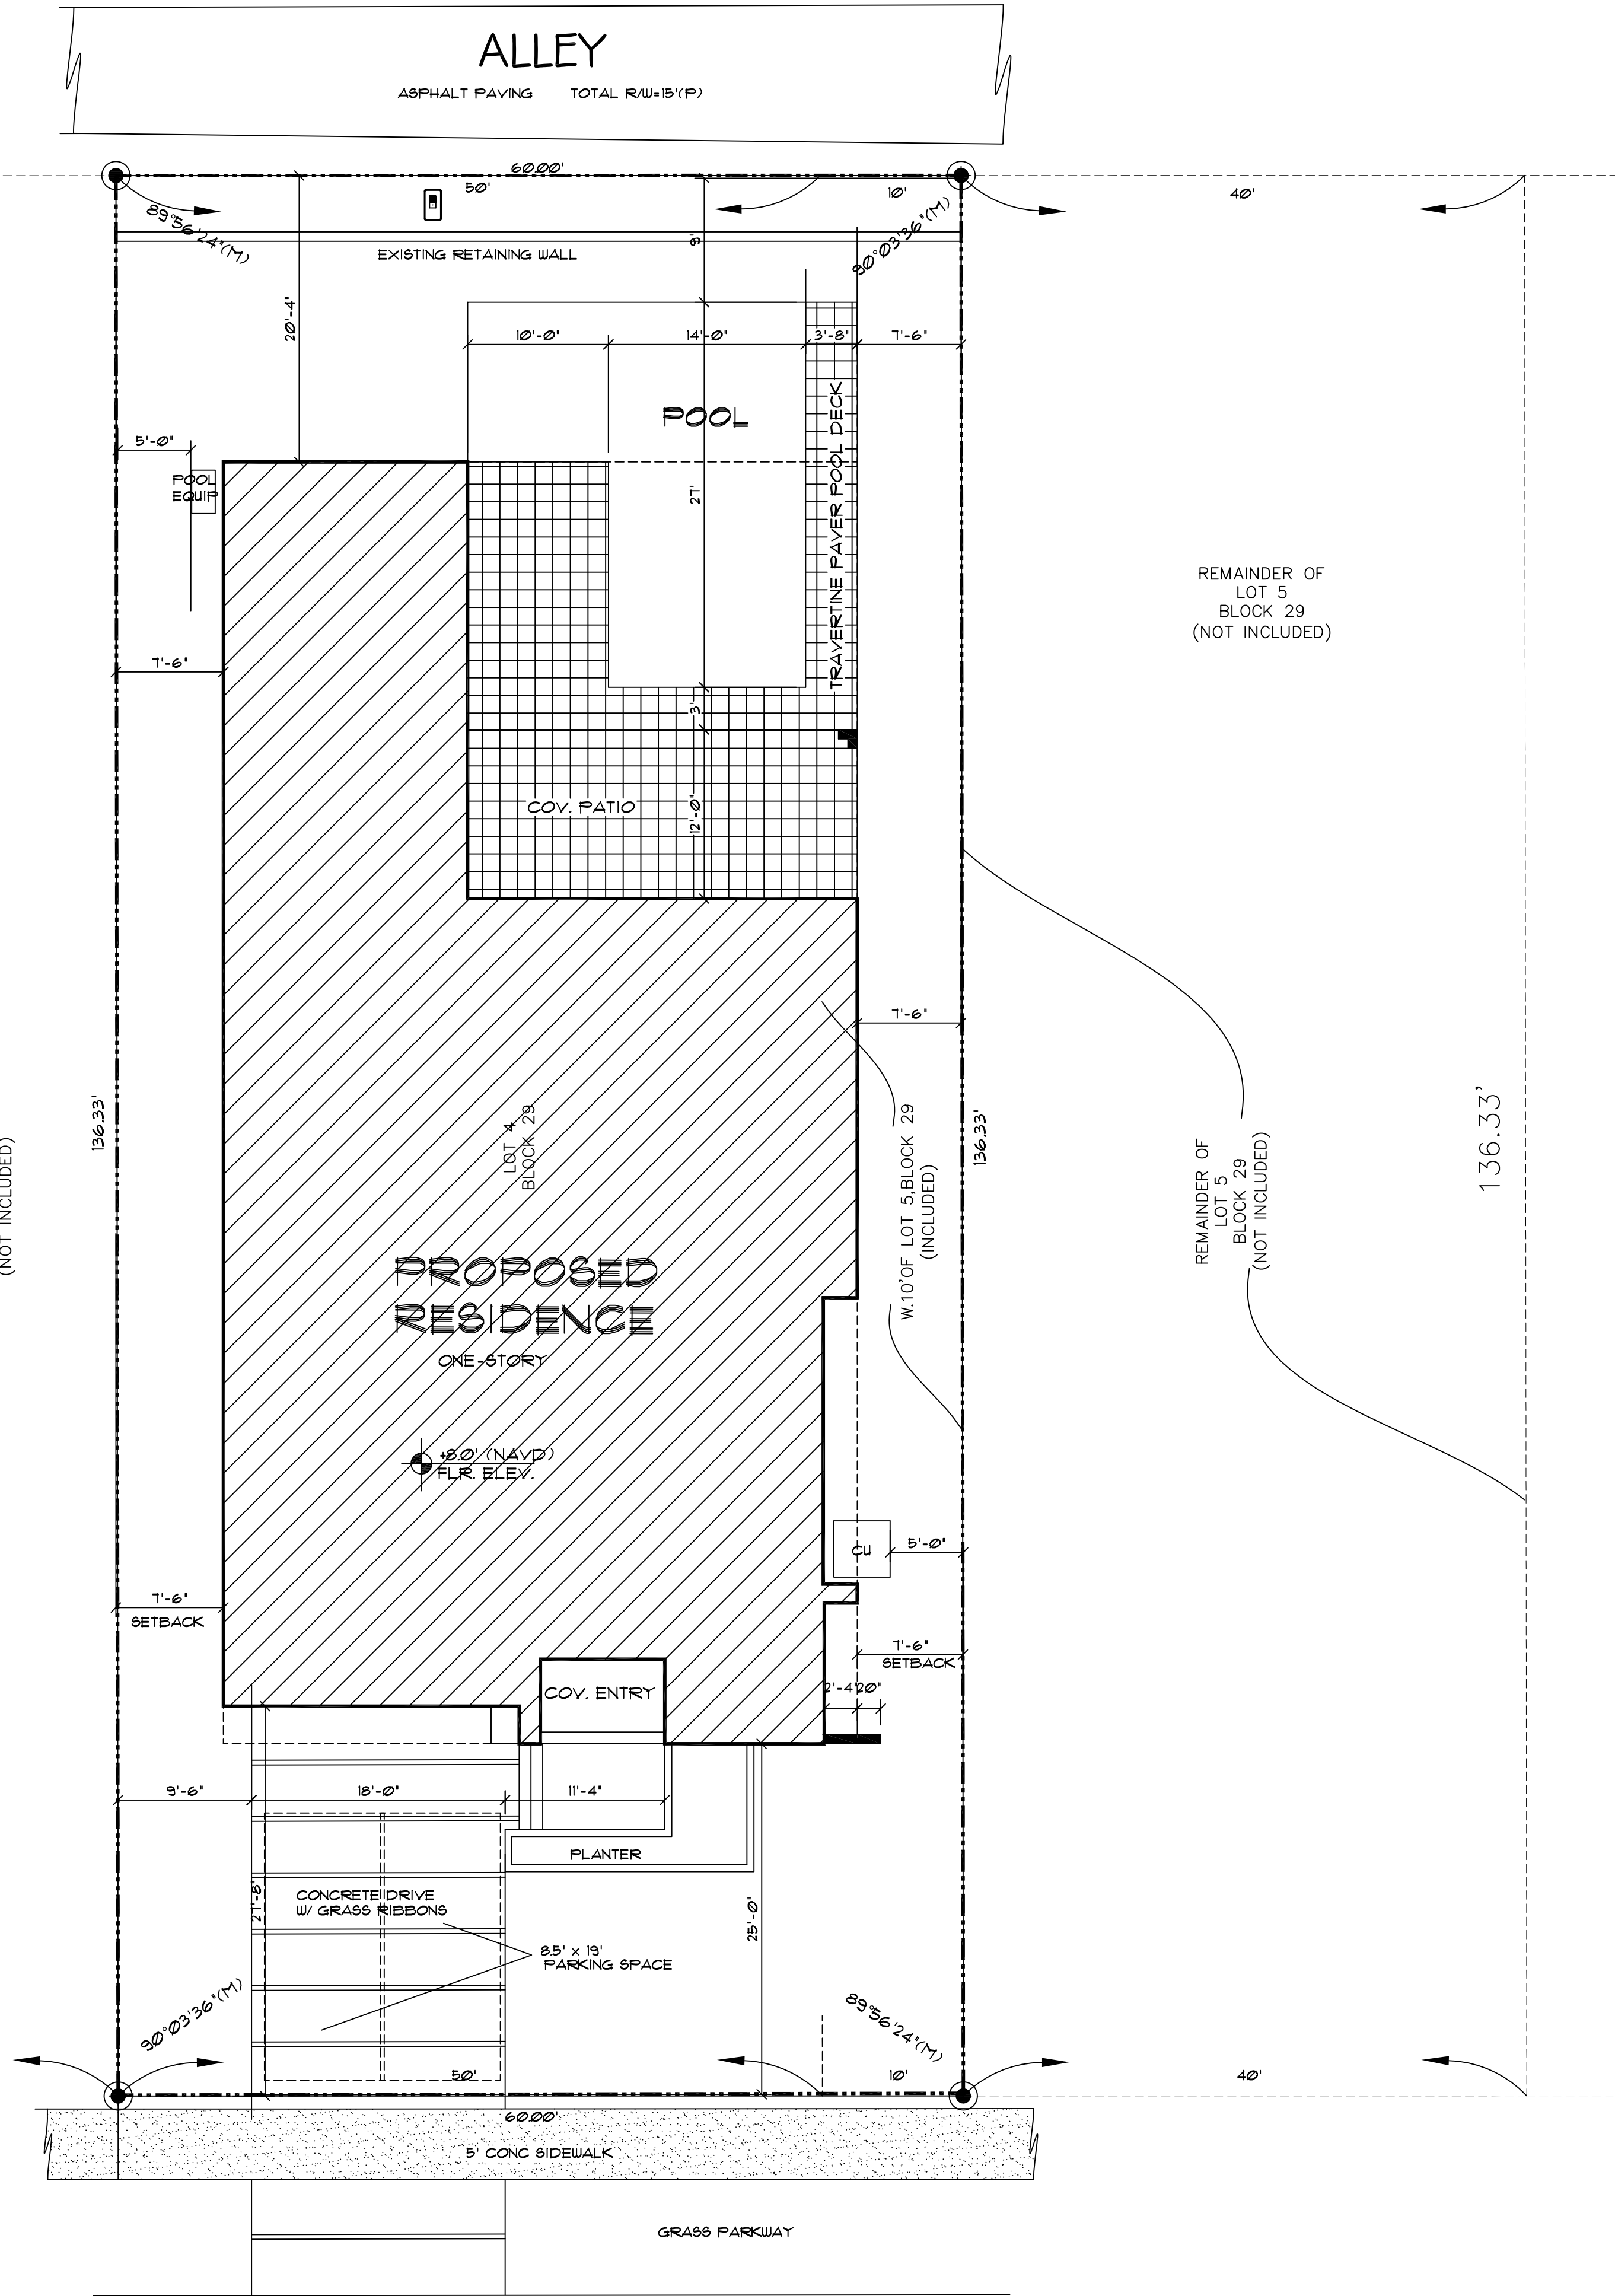 ALLEY
ASPHALT PAVING TOTAL R/W=15'(P)
60.00'
50'
10'
40'
89°56'24"(M)
90°03'36"(M)
EXISTING RETAINING WALL
9'
20'-4"
10'-0"
14'-0"
3'-8"
7'-6"
POOL
TRAVERTINE PAVER POOL DECK
5'-0"
POOL
EQUIP
27'
7'-6"
3'
COV. PATIO
12'-0"
REMAINDER OF
LOT 5
BLOCK 29
(NOT INCLUDED)
7'-6"
136.33'
LOT 4
BLOCK 29
W.10'OF LOT 5,BLOCK 29
(INCLUDED)
136.33'
REMAINDER OF
LOT 5
BLOCK 29
(NOT INCLUDED)
136.33'
(NOT INCLUDED)
PROPOSED
RESIDENCE
ONE-STORY
+8.0' (NAVD)
FLR. ELEV.
CU
5'-0"
7'-6"
SETBACK
7'-6"
SETBACK
COV. ENTRY
2'-4"
20"
9'-6"
18'-0"
11'-4"
PLANTER
CONCRETE DRIVE
W/ GRASS RIBBONS
27'-8"
25'-0"
8.5' x 19'
PARKING SPACE
90°03'36"(M)
89°56'24"(M)
50'
10'
40'
60.00'
5' CONC SIDEWALK
GRASS PARKWAY